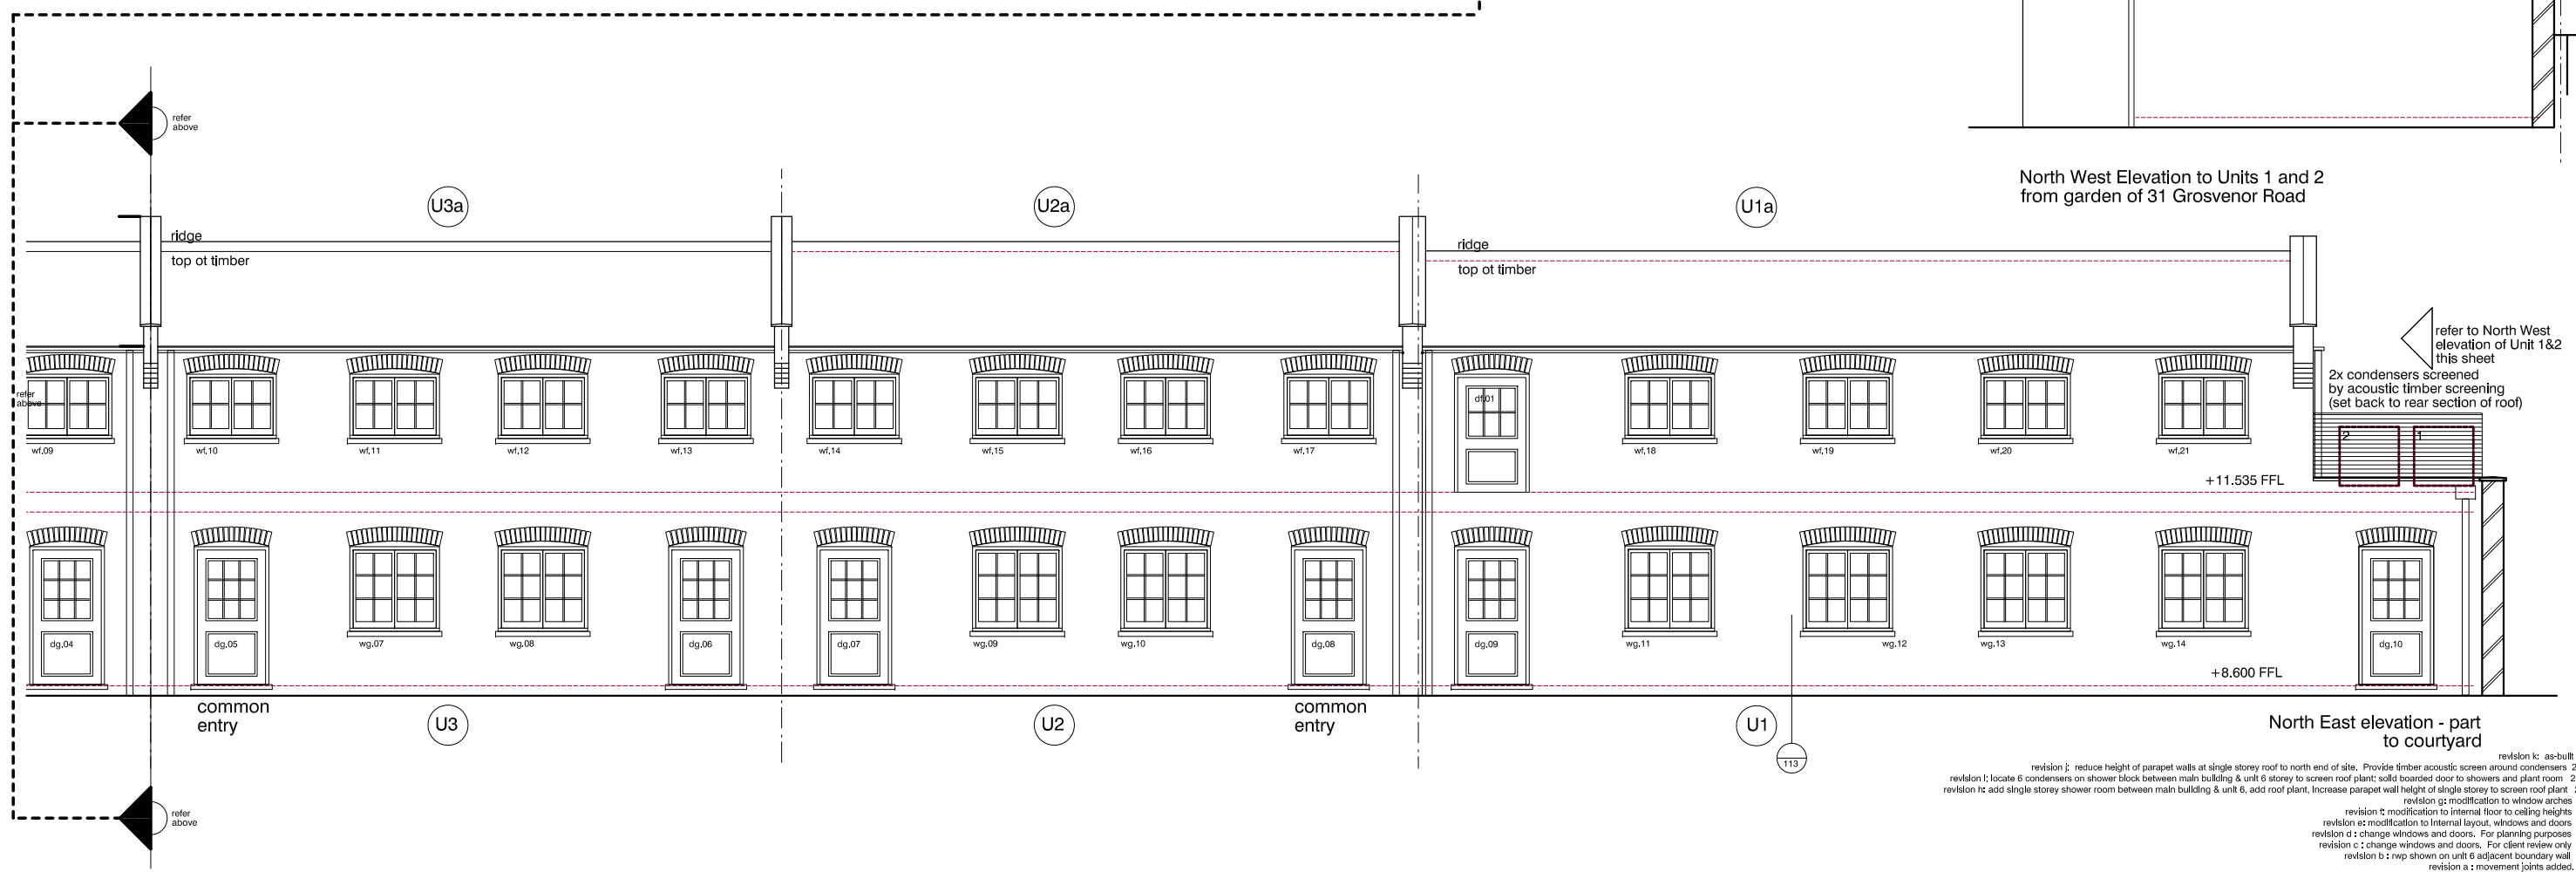 refer
above
North West Elevation to Units 1 and 2
from garden of 31 Grosvenor Road
U3a
U2a
U1a
ridge
top ot timber
ridge
top ot timber
refer to North West
elevation of Unit 1&2
this sheet
2x condensers screened
by acoustic timber screening
(set back to rear section of roof)
refer
above
df.01
2
1
wf.09
wf.10
wf.11
wf.12
wf.13
wf.14
wf.15
wf.16
wf.17
wf.18
wf.19
wf.20
wf.21
+11.535 FFL
dg.04
dg.05
wg.07
wg.08
dg.06
dg.07
wg.09
wg.10
dg.08
dg.09
wg.11
wg.12
wg.13
wg.14
dg.10
+8.600 FFL
common
entry
U3
U2
common
entry
U1
113
North East elevation - part
to courtyard
revision k: as-built
revision j: reduce height of parapet walls at single storey roof to north end of site. Provide timber acoustic screen around condensers 2
revision i: locate 6 condensers on shower block between main building & unit 6 storey to screen roof plant; solid boarded door to showers and plant room 2
revision h: add single storey shower room between main building & unit 6, add roof plant, increase parapet wall height of single storey to screen roof plant
revision g: modification to window arches
revision f: modification to internal floor to ceiling heights
revision e: modification to internal layout, windows and doors
revision d : change windows and doors. For planning purposes
revision c : change windows and doors. For client review only
revision b : rwp shown on unit 6 adjacent boundary wall
revision a : movement joints added.
refer
above